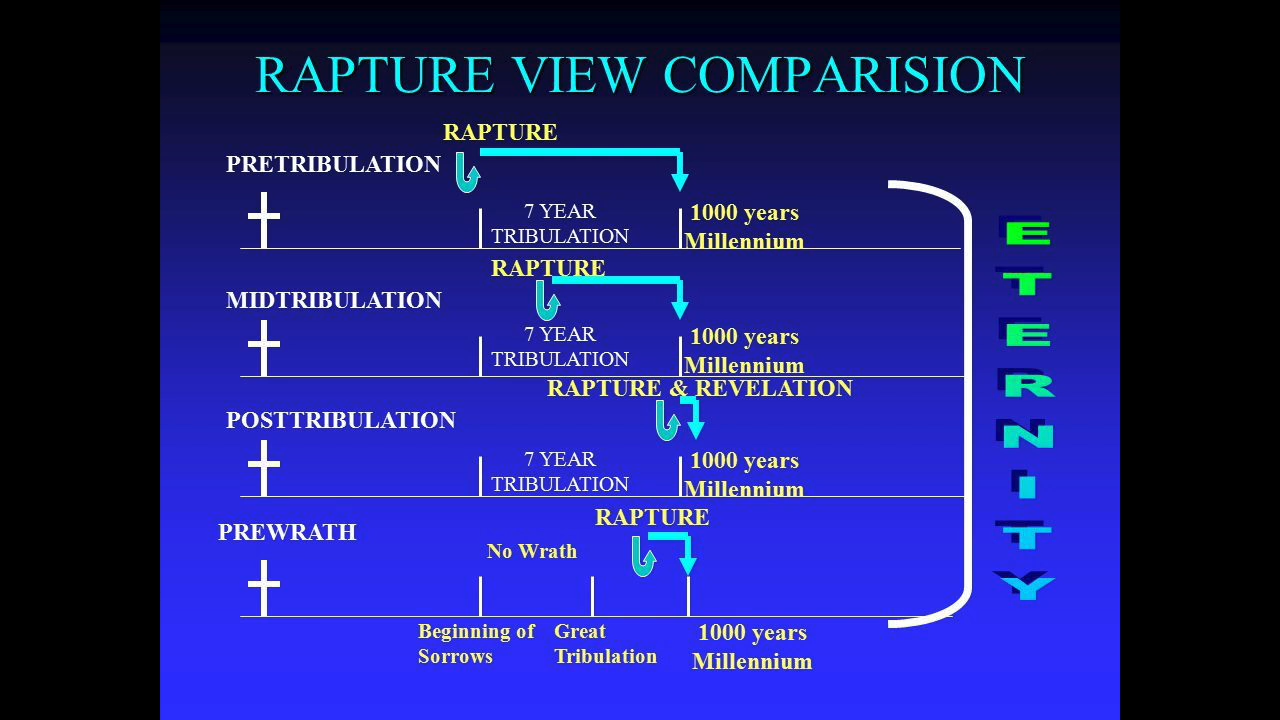 RAPTURE VIEW COMPARISION
RAPTURE
PRETRIBULATION
7 YEAR
TRIBULATION
1000 years
Millennium
RAPTURE
MIDTRIBULATION
7 YEAR
TRIBULATION
1000 years
Millennium
RAPTURE & REVELATION
POSTTRIBULATION
7 YEAR
TRIBULATION
1000 years
Millennium
RAPTURE
PREWRATH
No Wrath
Beginning of
Sorrows
Great
Tribulation
1000 years
Millennium
ETERNITY